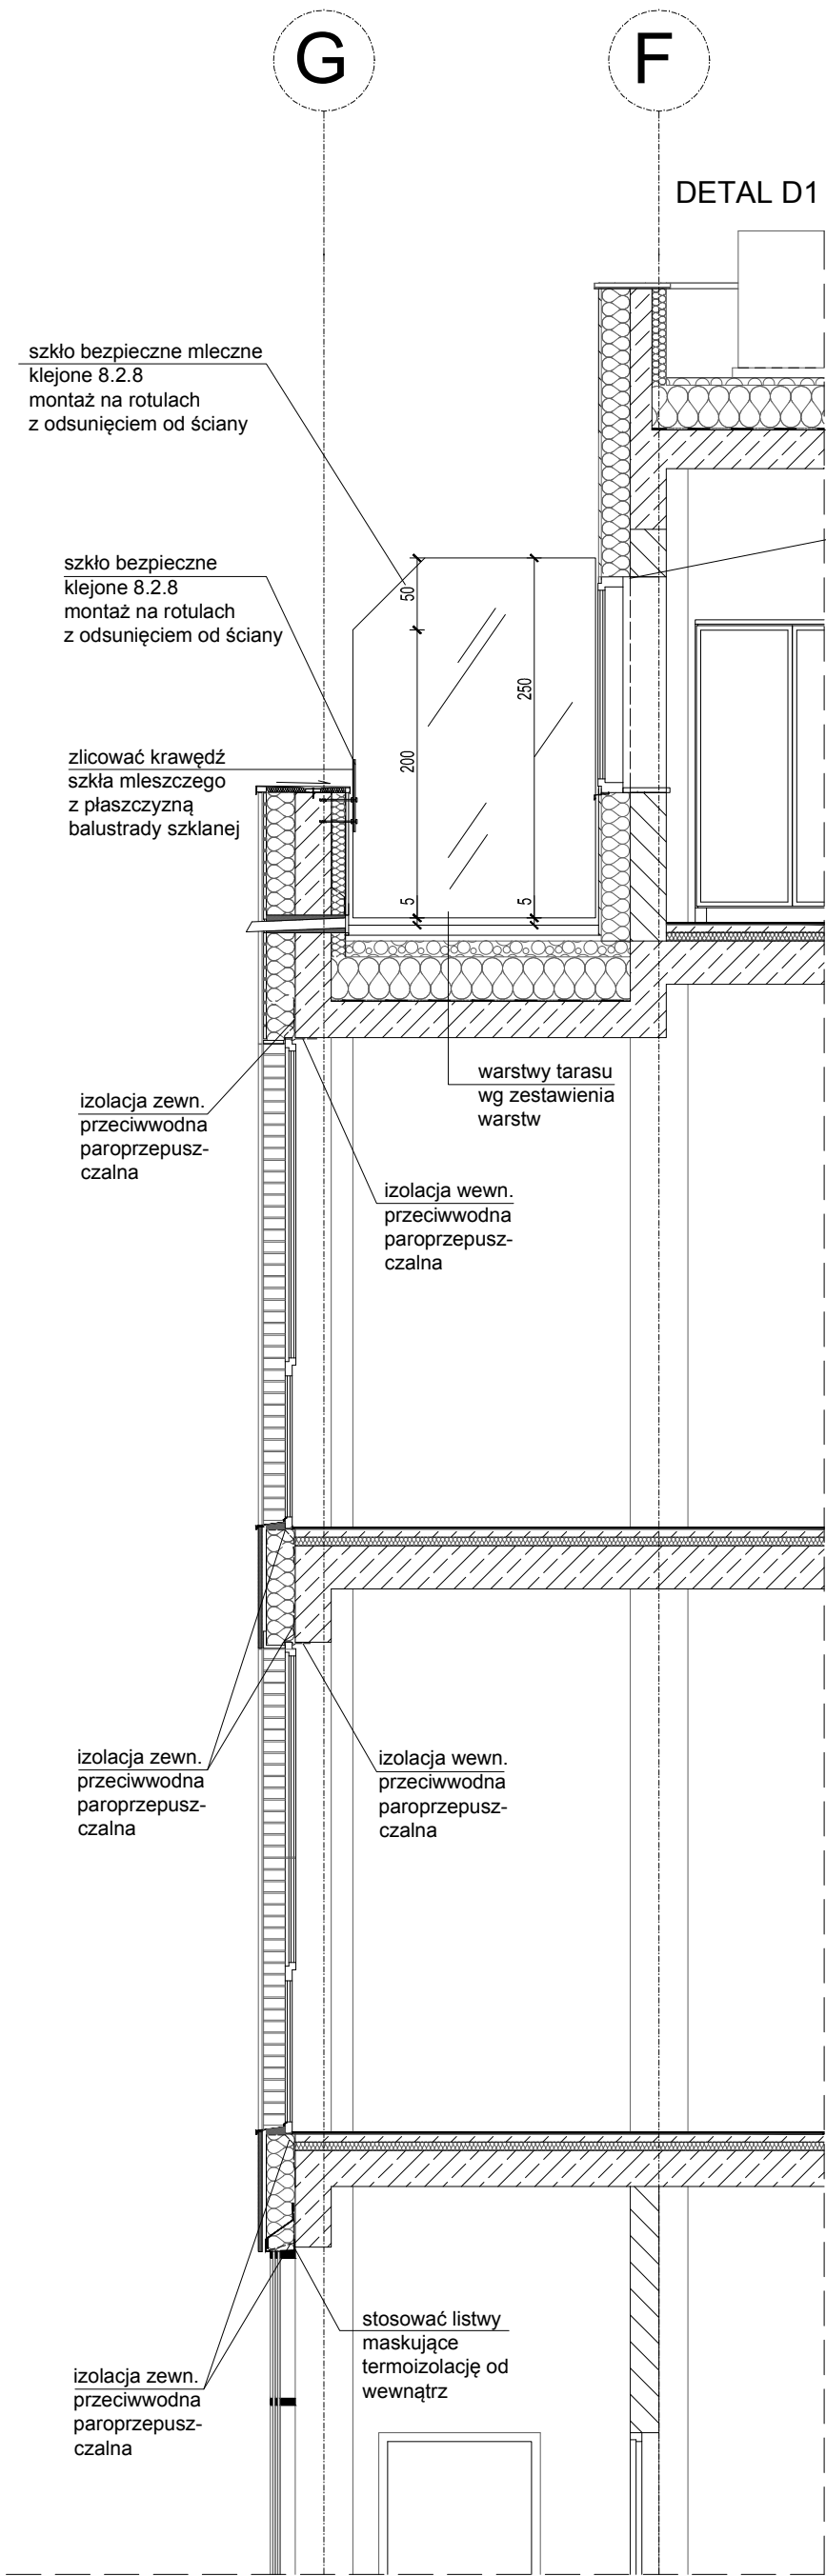 G
F
DETAL D1
szkło bezpieczne mleczne
klejone 8.2.8
montaż na rotulach
z odsunięciem od ściany
szkło bezpieczne
klejone 8.2.8
montaż na rotulach
z odsunięciem od ściany
50
250
200
zlicować krawędź
szkła mleszczego
z płaszczyzną
balustrady szklanej
5
5
warstwy tarasu
wg zestawienia
warstw
izolacja zewn.
przeciwwodna
paroprzepusz-
czalna
izolacja wewn.
przeciwwodna
paroprzepusz-
czalna
izolacja zewn.
przeciwwodna
paroprzepusz-
czalna
izolacja wewn.
przeciwwodna
paroprzepusz-
czalna
stosować listwy
maskujące
termoizolację od
wewnątrz
izolacja zewn.
przeciwwodna
paroprzepusz-
czalna